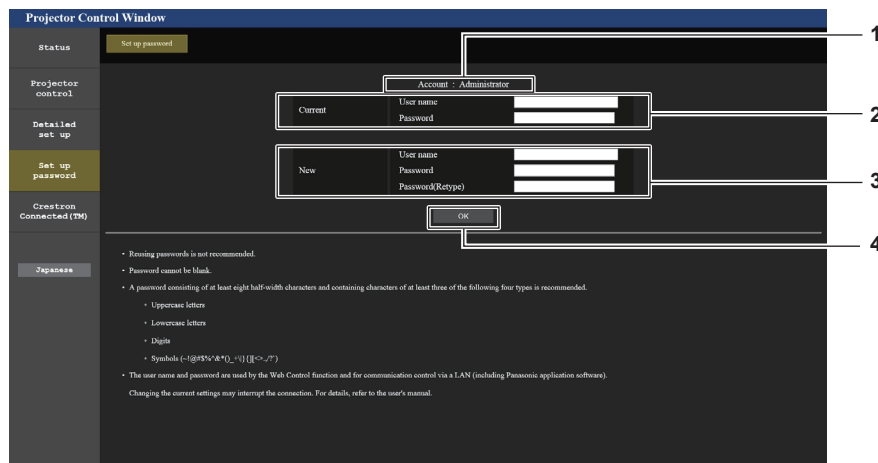 Projector Control Window
Status
Set up password
1
Projector
control
Account : Administrator
Current
User name
Password
2
Detailed
set up
Set up
password
New
User name
Password
Password(Retype)
3
Crestron
Connected(TM)
OK
4
Japanese
• Reusing passwords is not recommended.
• Password cannot be blank.
• A password consisting of at least eight half-width characters and containing characters of at least three of the following four types is recommended.
• Uppercase letters
• Lowercase letters
• Digits
• Symbols
• The user name and password are used by the Web Control function and for communication control via a LAN (including Panasonic application software).
Changing the current settings may interrupt the connection. For details, refer to the user's manual.